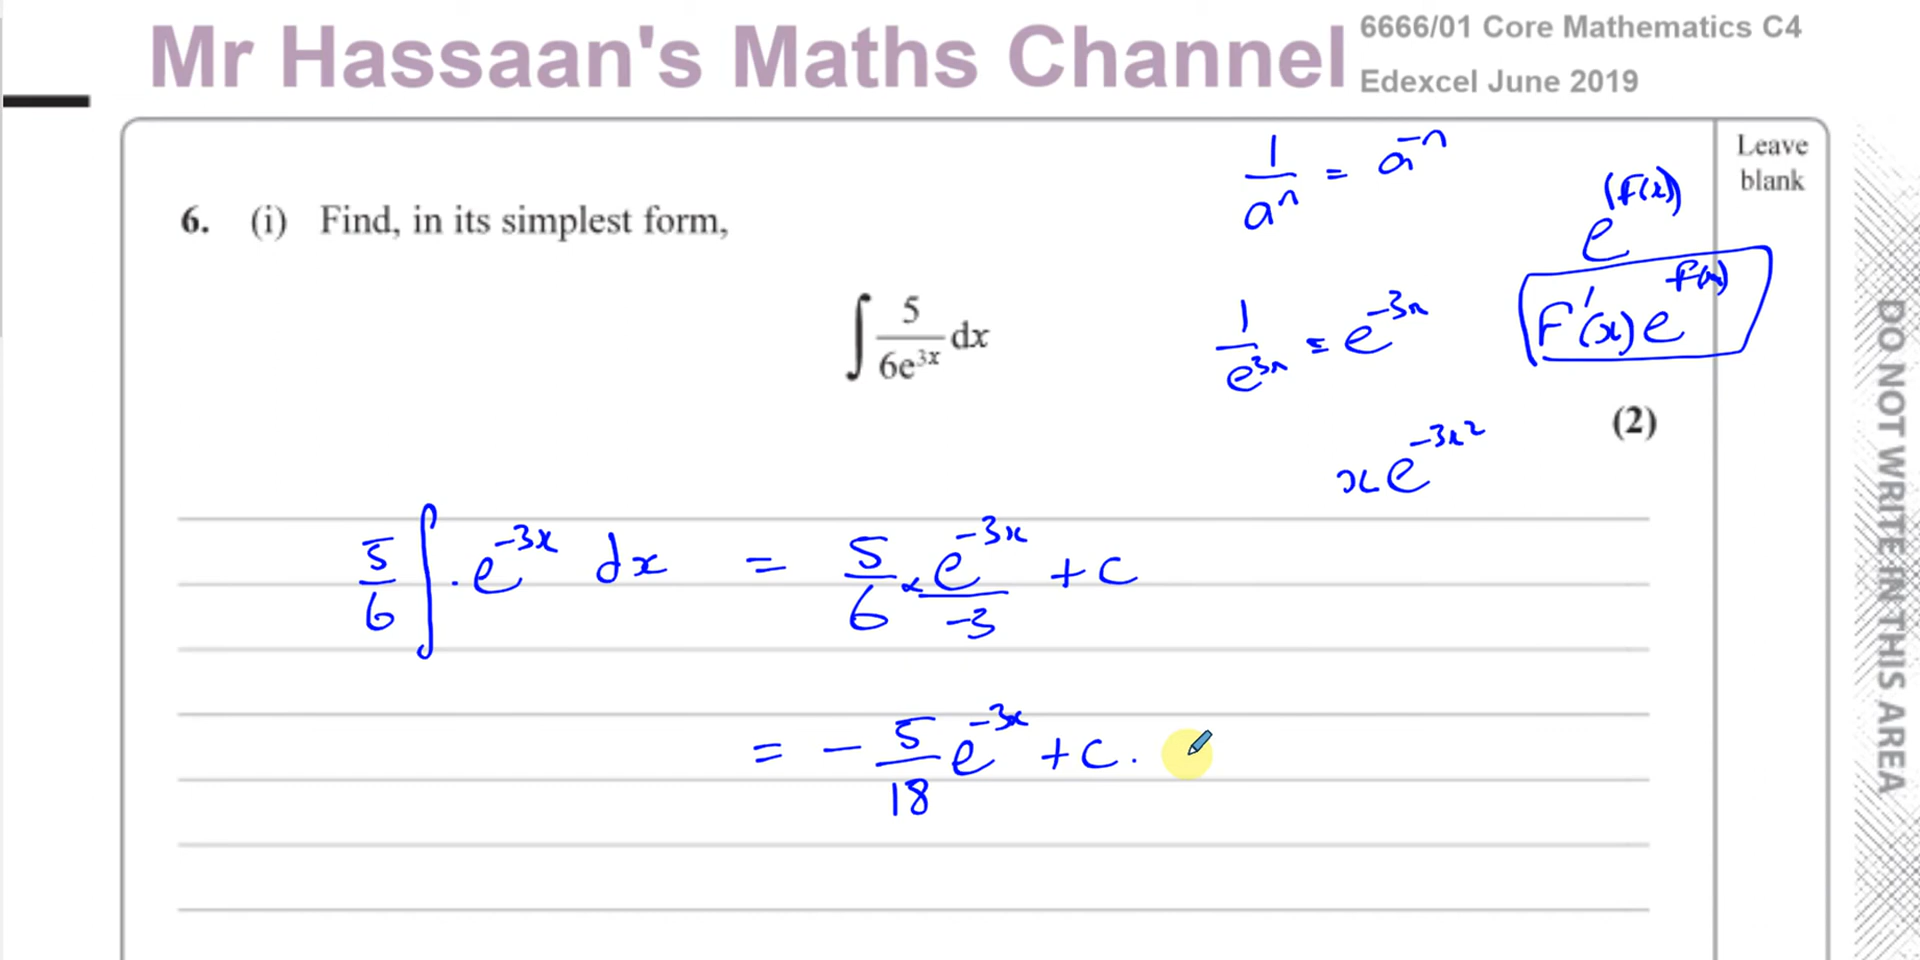 Mr Hassaan's Maths Channel
6666/01 Core Mathematics C4
Edexcel June 2019
Leave
blank
6. (i) Find, in its simplest form,
∫ 5/(6e^{3x}) dx
(2)
1/a^n = a^{-n}
1/e^{3x} = e^{-3x}
e^{(f(x))}
F'(x)e^{f(x)}
xe^{-3x^2}
5/6 ∫ . e^{-3x} dx = 5/6 × e^{-3x}/-3 + c
= - 5/18 e^{-3x} + c .
DO NOT WRITE IN THIS AREA